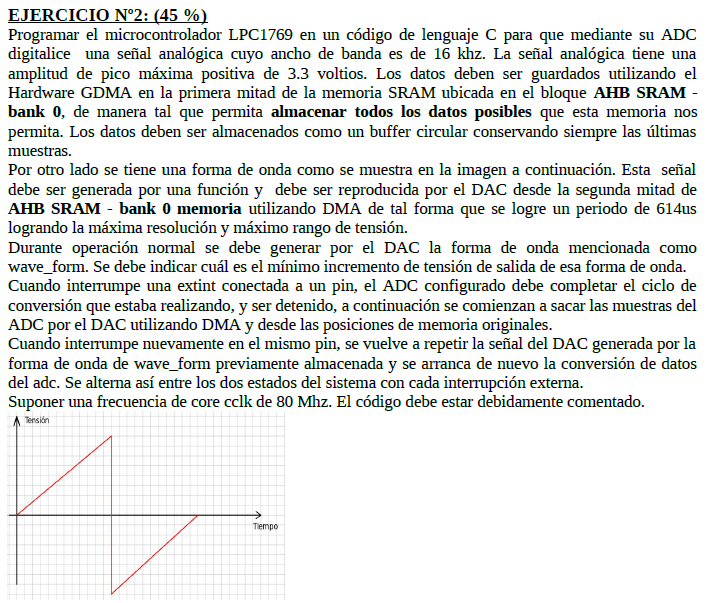 EJERCICIO Nº2: (45 %)
Programar el microcontrolador LPC1769 en un código de lenguaje C para que mediante su ADC
digitalice una señal analógica cuyo ancho de banda es de 16 khz. La señal analógica tiene una
amplitud de pico máxima positiva de 3.3 voltios. Los datos deben ser guardados utilizando el
Hardware GDMA en la primera mitad de la memoria SRAM ubicada en el bloque AHB SRAM -
bank 0, de manera tal que permita almacenar todos los datos posibles que esta memoria nos
permita. Los datos deben ser almacenados como un buffer circular conservando siempre las últimas
muestras.
Por otro lado se tiene una forma de onda como se muestra en la imagen a continuación. Esta señal
debe ser generada por una función y debe ser reproducida por el DAC desde la segunda mitad de
AHB SRAM - bank 0 memoria utilizando DMA de tal forma que se logre un periodo de 614us
logrando la máxima resolución y máximo rango de tensión.
Durante operación normal se debe generar por el DAC la forma de onda mencionada como
wave_form. Se debe indicar cuál es el mínimo incremento de tensión de salida de esa forma de onda.
Cuando interrumpe una extint conectada a un pin, el ADC configurado debe completar el ciclo de
conversión que estaba realizando, y ser detenido, a continuación se comienzan a sacar las muestras del
ADC por el DAC utilizando DMA y desde las posiciones de memoria originales.
Cuando interrumpe nuevamente en el mismo pin, se vuelve a repetir la señal del DAC generada por la
forma de onda de wave_form previamente almacenada y se arranca de nuevo la conversión de datos
del adc. Se alterna así entre los dos estados del sistema con cada interrupción externa.
Suponer una frecuencia de core cclk de 80 Mhz. El código debe estar debidamente comentado.
Tensión
Tiempo